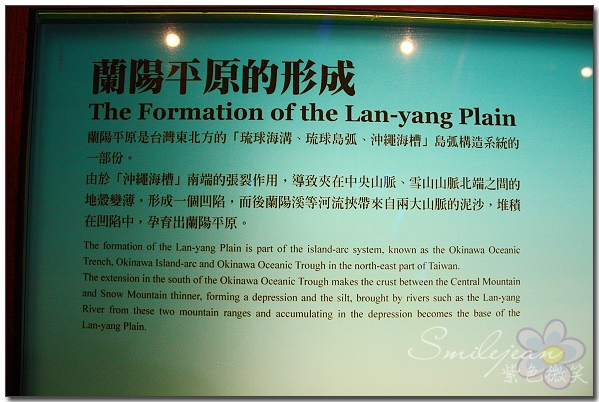 蘭陽平原的形成
The Formation of the Lan-yang Plain
蘭陽平原是台灣東北方的「琉球海溝、琉球島弧、沖繩海槽」島弧構造系統的
一部份。
由於「沖繩海槽」南端的張裂作用，導致夾在中央山脈、雪山山脈北端之間的
地殼變薄，形成一個凹陷，而後蘭陽溪等河流挾帶來自兩大山脈的泥沙，堆積
在凹陷中，孕育出蘭陽平原。
The formation of the Lan-yang Plain is part of the island-arc system, known as the Okinawa Oceanic
Trench, Okinawa Island-arc and Okinawa Oceanic Trough in the north-east part of Taiwan.
The extension in the south of the Okinawa Oceanic Trough makes the crust between the Central Mountain
and Snow Mountain thinner, forming a depression and the silt, brought by rivers such as the Lan-yang
River from these two mountain ranges and accumulating in the depression becomes the base of the
Lan-yang Plain.
Smilejean
紫色微笑